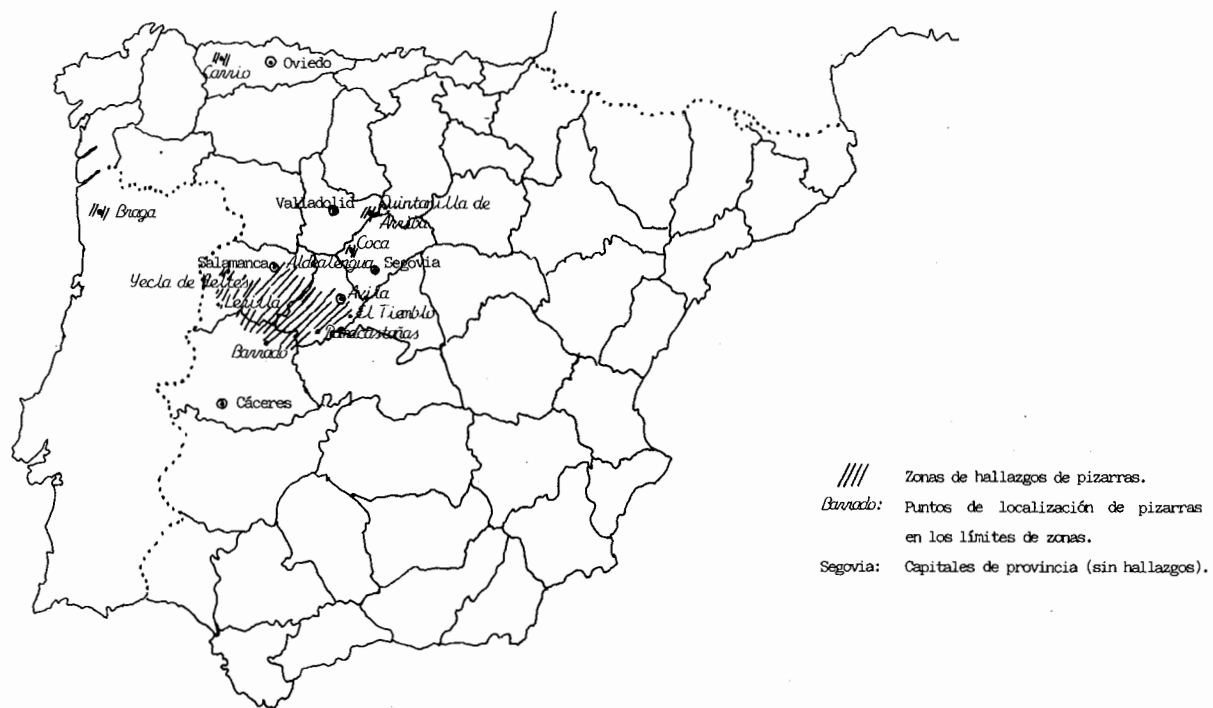 Carrio
Oviedo
Braga
Valladolid
Quintanilla de
Arriba
Coca
Salamanca
Aldealengua
Segovia
Yecla de Yeltes
Lerilla
Avila
El Tiemblo
Ramacastañas
Barrado
Cáceres
Zonas de hallazgos de pizarras.
Barrado: Puntos de localización de pizarras
en los límites de zonas.
Segovia: Capitales de provincia (sin hallazgos).